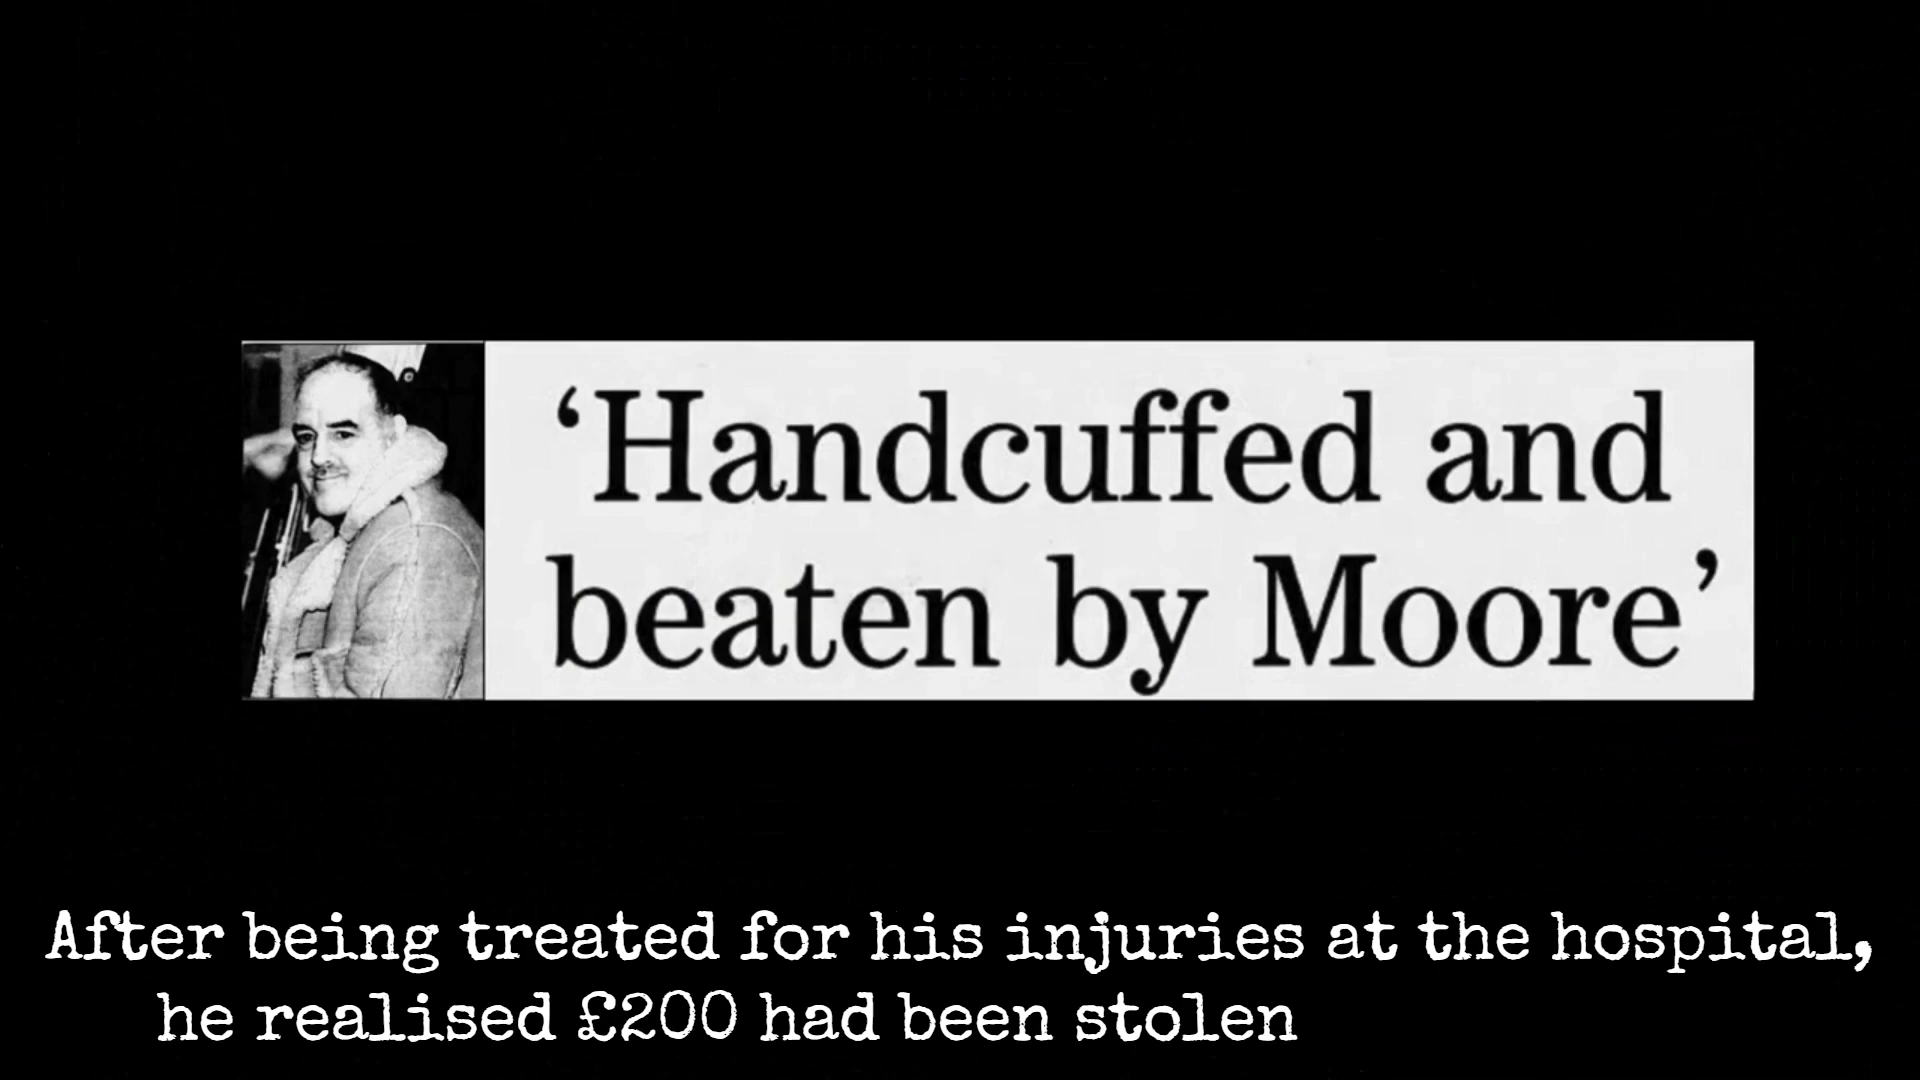 ‘Handcuffed and
beaten by Moore’
After being treated for his injuries at the hospital,
he realised £200 had been stolen